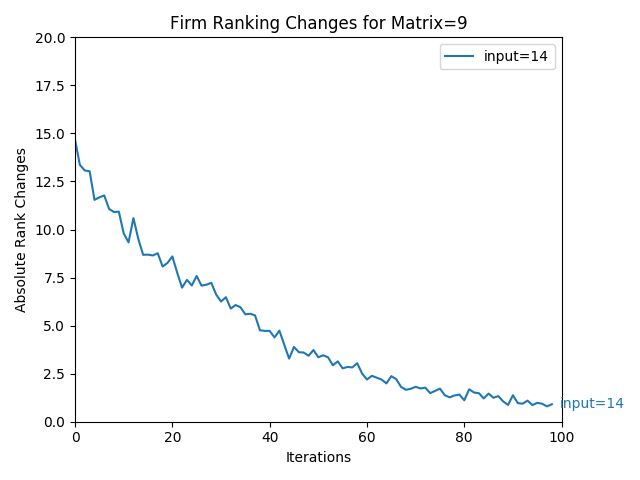 Firm Ranking Changes for Matrix=9
input=14
Absolute Rank Changes
20.0
17.5
15.0
12.5
10.0
7.5
5.0
2.5
0.0
input=14
0 20 40 60 80 100
Iterations